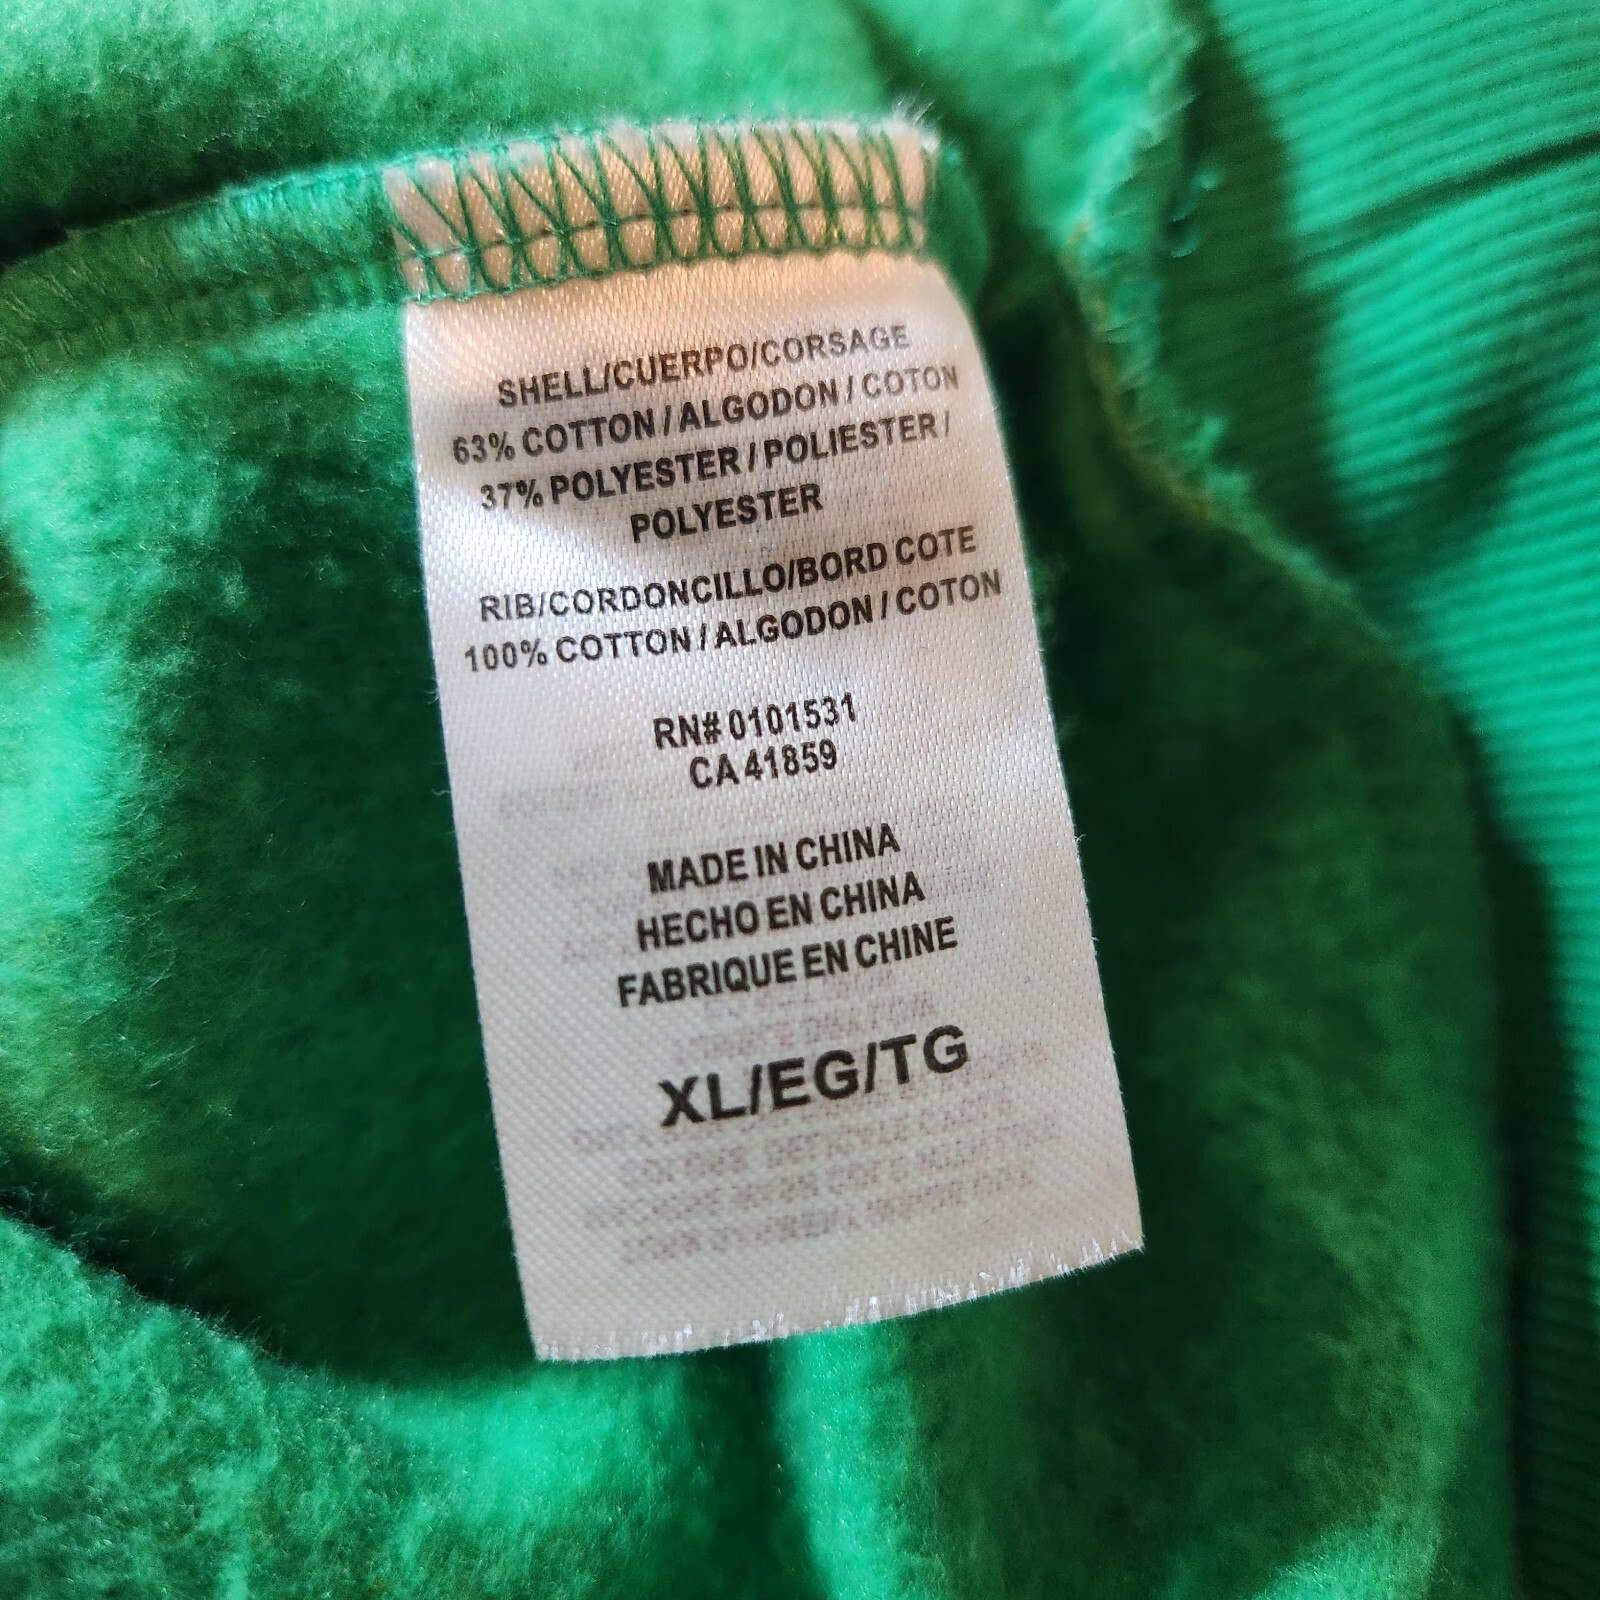 SHELL/CUERPO/CORSAGE
63% COTTON / ALGODON / COTON
37% POLYESTER / POLIESTER /
POLYESTER
RIB/CORDONCILLO/BORD COTE
100% COTTON / ALGODON / COTON
RN# 0101531
CA 41859
MADE IN CHINA
HECHO EN CHINA
FABRIQUE EN CHINE
XL/EG/TG